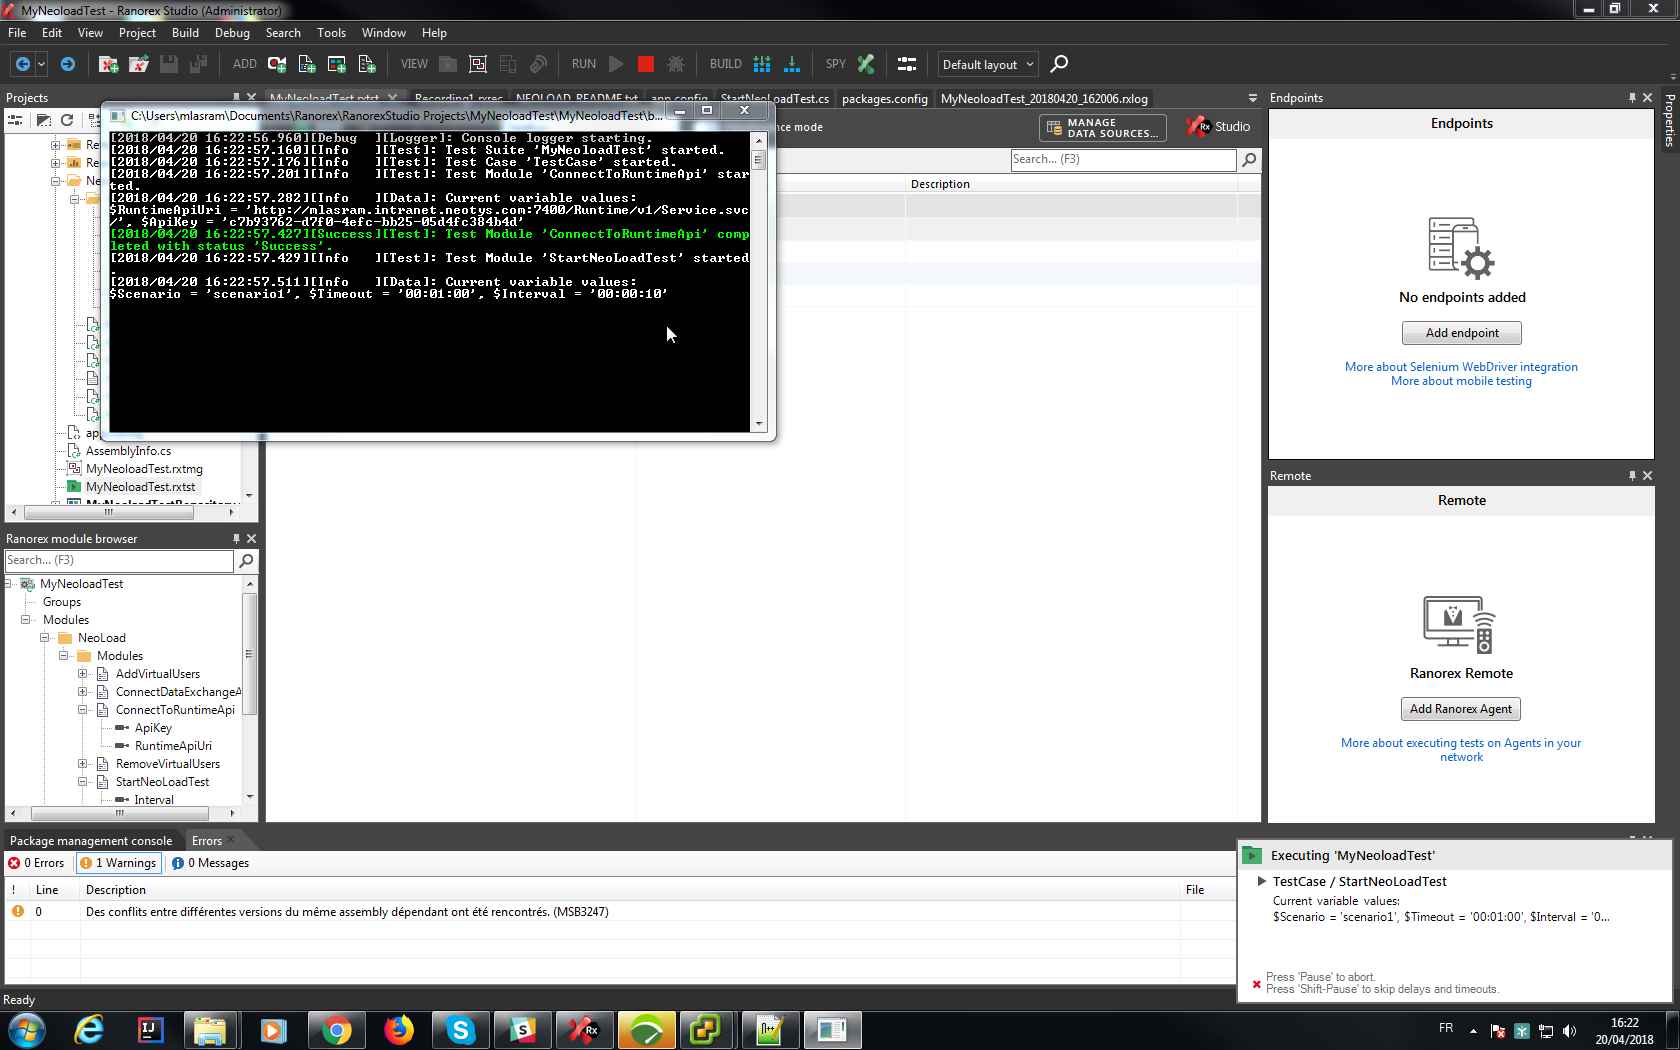 MyNeoloadTest - Ranorex Studio (Administrator)
File Edit View Project Build Debug Search Tools Window Help
ADD VIEW RUN BUILD SPY Default layout
Projects
MyNeoloadTest.rxtst Recording1.rxrec NEOLOAD_README.txt app.config StartNeoLoadTest.cs packages.config MyNeoloadTest_20180420_162006.rxlog
C:\Users\mlasram\Documents\Ranorex\RanorexStudio Projects\MyNeoloadTest\MyNeoloadTest\b...
[2018/04/20 16:22:56.960][Debug ][Logger]: Console logger starting.
[2018/04/20 16:22:57.160][Info ][Test]: Test Suite 'MyNeoloadTest' started.
[2018/04/20 16:22:57.176][Info ][Test]: Test Case 'TestCase' started.
[2018/04/20 16:22:57.201][Info ][Test]: Test Module 'ConnectToRuntimeApi' star
ted.
[2018/04/20 16:22:57.282][Info ][Data]: Current variable values:
$RuntimeApiUri = 'http://mlasram.intranet.neotys.com:7400/Runtime/v1/Service.svc
/', $ApiKey = 'c7b93762-d7f0-4efc-bb25-05d4fc384b4d'
[2018/04/20 16:22:57.427][Success][Test]: Test Module 'ConnectToRuntimeApi' comp
leted with status 'Success'.
[2018/04/20 16:22:57.429][Info ][Test]: Test Module 'StartNeoLoadTest' started
.
[2018/04/20 16:22:57.511][Info ][Data]: Current variable values:
$Scenario = 'scenario1', $Timeout = '00:01:00', $Interval = '00:00:10'
nce mode
MANAGE
DATA SOURCES...
Rx Studio
Search... (F3)
Description
Re
Re
Ne
ap
AssemblyInfo.cs
MyNeoloadTest.rxtmg
MyNeoloadTest.rxtst
MyNeoloadTestRepository
Ranorex module browser
Search... (F3)
MyNeoloadTest
Groups
Modules
NeoLoad
Modules
AddVirtualUsers
ConnectDataExchangeA
ConnectToRuntimeApi
ApiKey
RuntimeApiUri
RemoveVirtualUsers
StartNeoLoadTest
Interval
Endpoints
Endpoints
No endpoints added
Add endpoint
More about Selenium WebDriver integration
More about mobile testing
Properties
Remote
Remote
Ranorex Remote
Add Ranorex Agent
More about executing tests on Agents in your
network
Package management console Errors
0 Errors 1 Warnings 0 Messages
! Line Description File
0 Des conflits entre différentes versions du même assembly dépendant ont été rencontrés. (MSB3247)
Executing 'MyNeoloadTest'
TestCase / StartNeoLoadTest
Current variable values:
$Scenario = 'scenario1', $Timeout = '00:01:00', $Interval = '0...
Press 'Pause' to abort.
Press 'Shift-Pause' to skip delays and timeouts.
Ready
FR
16:22
20/04/2018